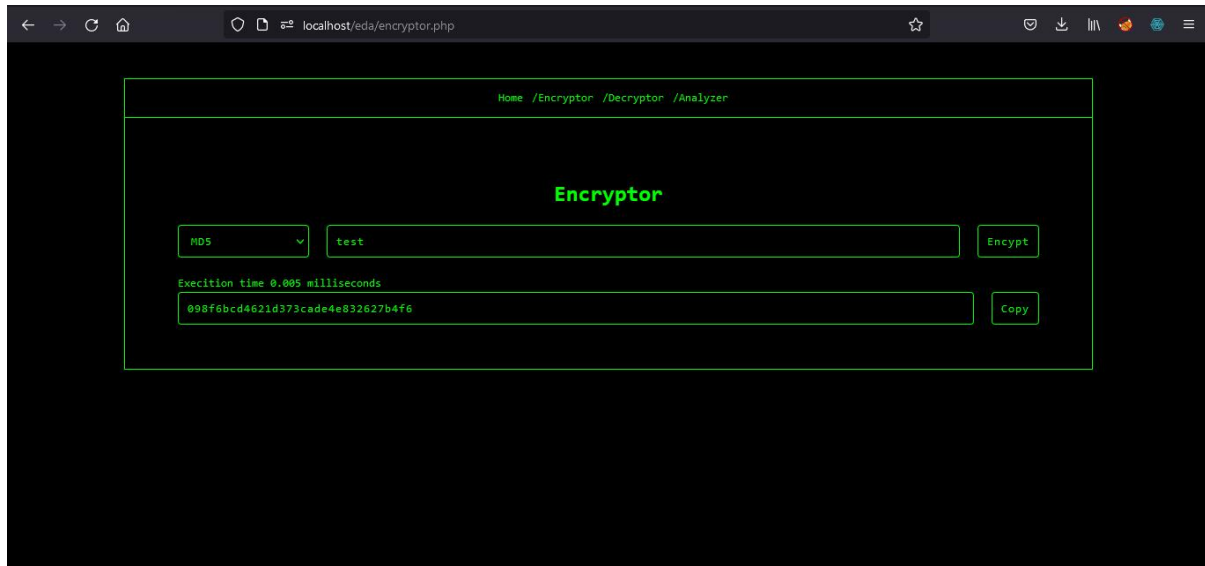 localhost/eda/encryptor.php
Home /Encryptor /Decryptor /Analyzer
Encryptor
MD5 test Encypt
Execition time 0.005 milliseconds
098f6bcd4621d373cade4e832627b4f6 Copy